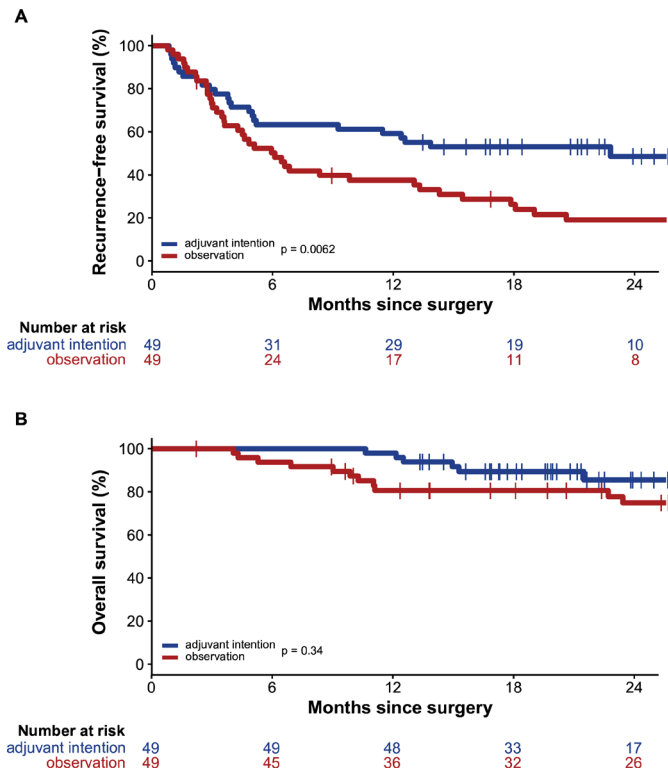 A
Recurrence−free survival (%)
100
80
60
40
20
0
adjuvant intention
observation
p = 0.0062
0 6 12 18 24
Months since surgery
Number at risk
adjuvant intention 49 31 29 19 10
observation 49 24 17 11 8
B
Overall survival (%)
100
80
60
40
20
0
adjuvant intention
observation
p = 0.34
0 6 12 18 24
Months since surgery
Number at risk
adjuvant intention 49 49 48 33 17
observation 49 45 36 32 26